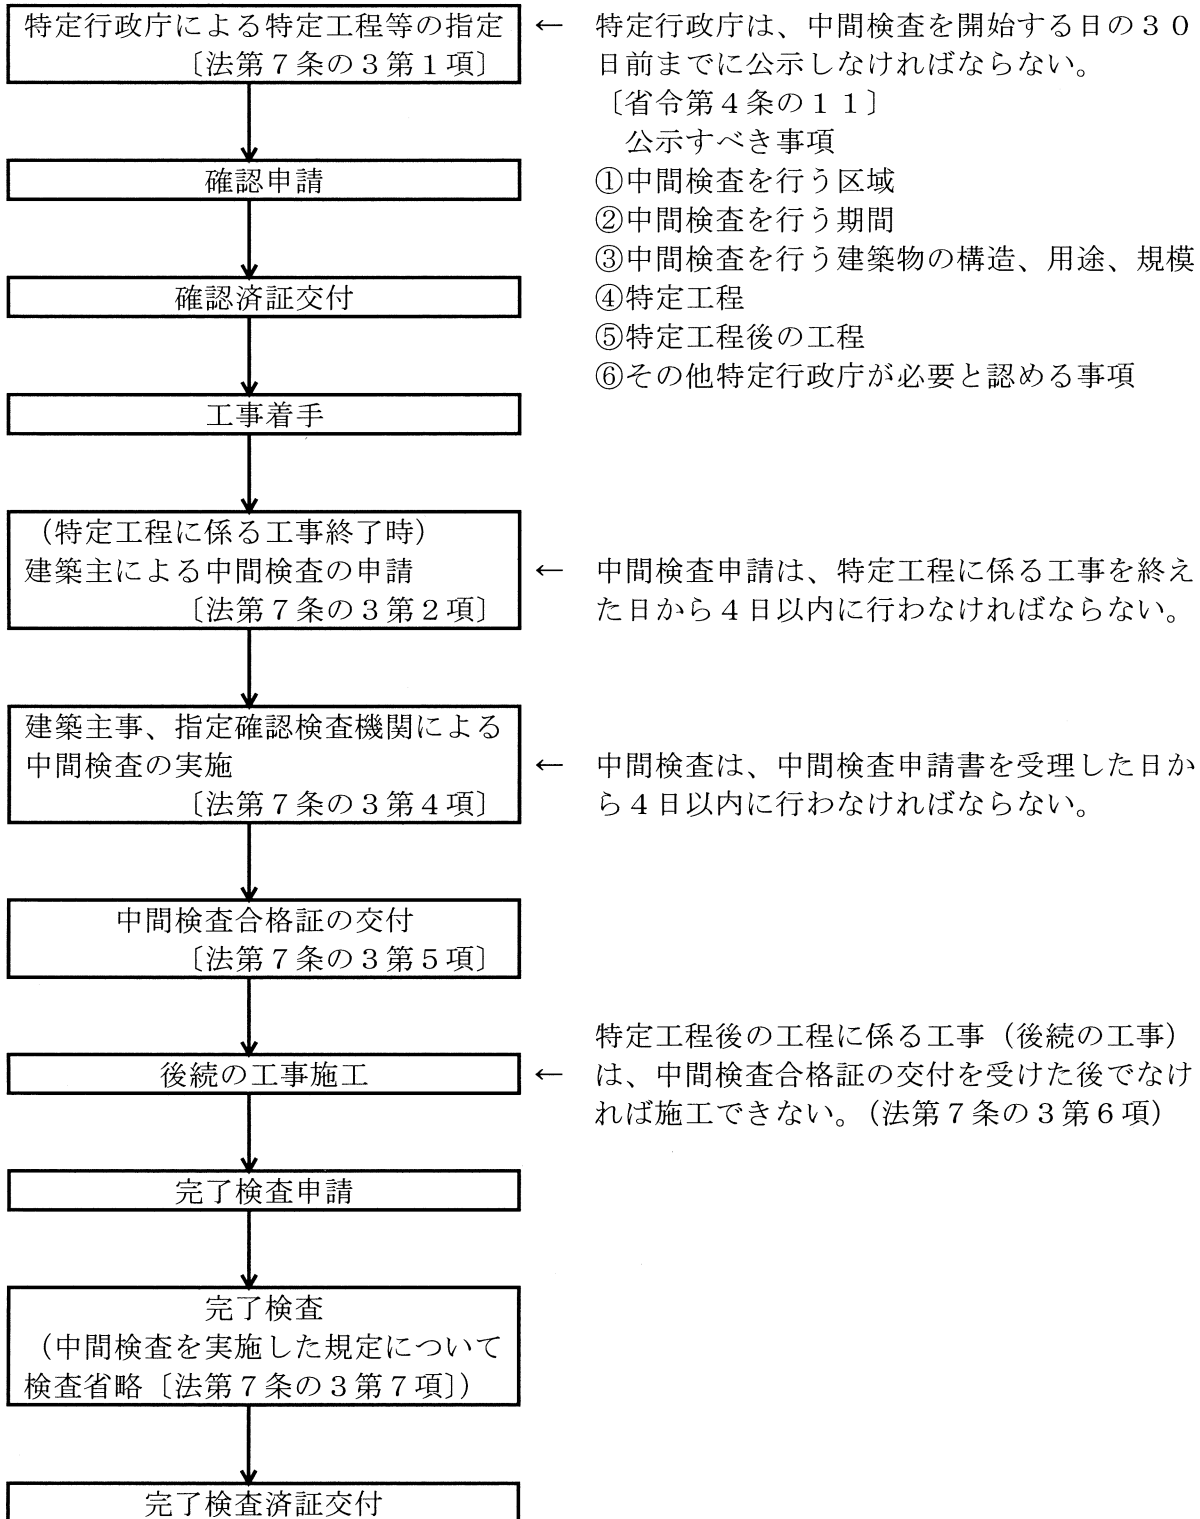 特定行政庁による特定工程等の指定
〔法第７条の３第１項〕
← 特定行政庁は、中間検査を開始する日の３０
日前までに公示しなければならない。
〔省令第４条の１１〕
公示すべき事項
①中間検査を行う区域
②中間検査を行う期間
③中間検査を行う建築物の構造、用途、規模
④特定工程
⑤特定工程後の工程
⑥その他特定行政庁が必要と認める事項
確認申請
確認済証交付
工事着手
（特定工程に係る工事終了時）
建築主による中間検査の申請
〔法第７条の３第２項〕
← 中間検査申請は、特定工程に係る工事を終え
た日から４日以内に行わなければならない。
建築主事、指定確認検査機関による
中間検査の実施
〔法第７条の３第４項〕
← 中間検査は、中間検査申請書を受理した日か
ら４日以内に行わなければならない。
中間検査合格証の交付
〔法第７条の３第５項〕
後続の工事施工
特定工程後の工程に係る工事（後続の工事）
← は、中間検査合格証の交付を受けた後でなけ
れば施工できない。（法第７条の３第６項）
完了検査申請
完了検査
（中間検査を実施した規定について
検査省略〔法第７条の３第７項〕）
完了検査済証交付